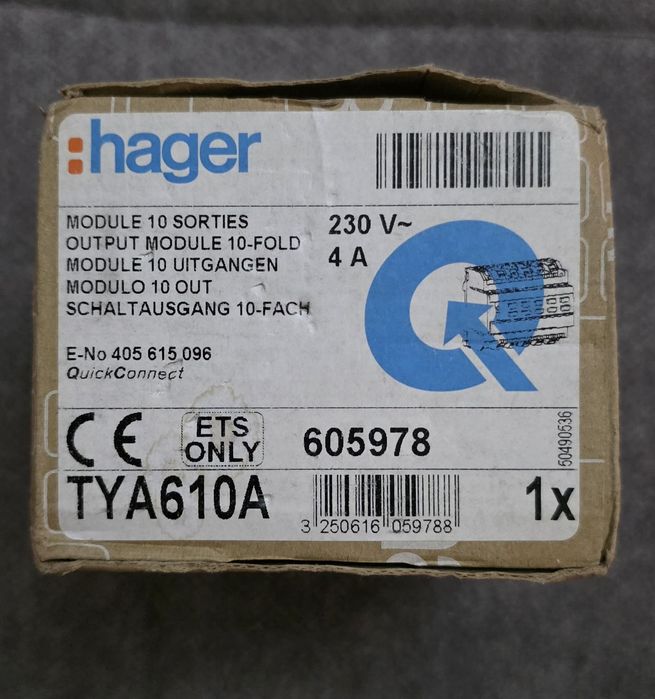 :hager
MODULE 10 SORTIES
OUTPUT MODULE 10-FOLD
MODULE 10 UITGANGEN
MODULO 10 OUT
SCHALTAUSGANG 10-FACH
230 V~
4 A
E-No 405 615 096
QuickConnect
CE
ETS
ONLY
605978
50490536
TYA610A
3 250616 059788
1x